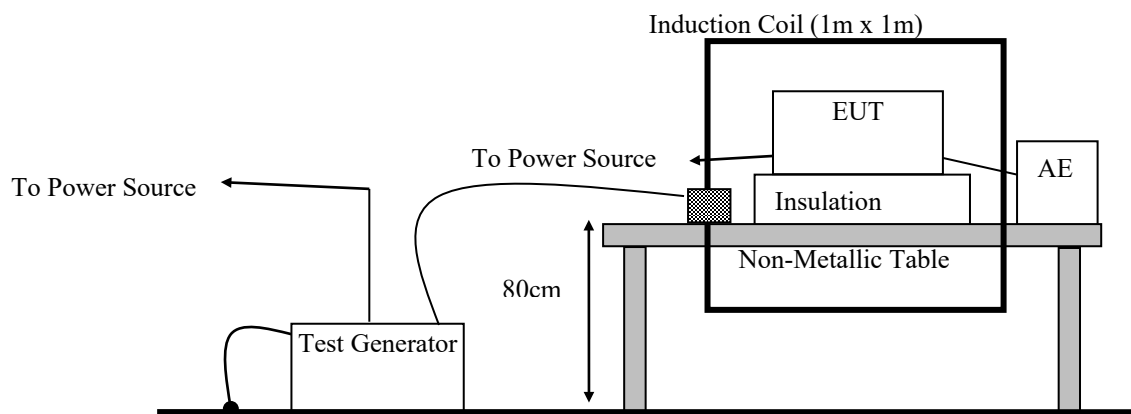 Induction Coil (1m x 1m)
EUT
To Power Source
AE
To Power Source
Insulation
Non-Metallic Table
80cm
Test Generator